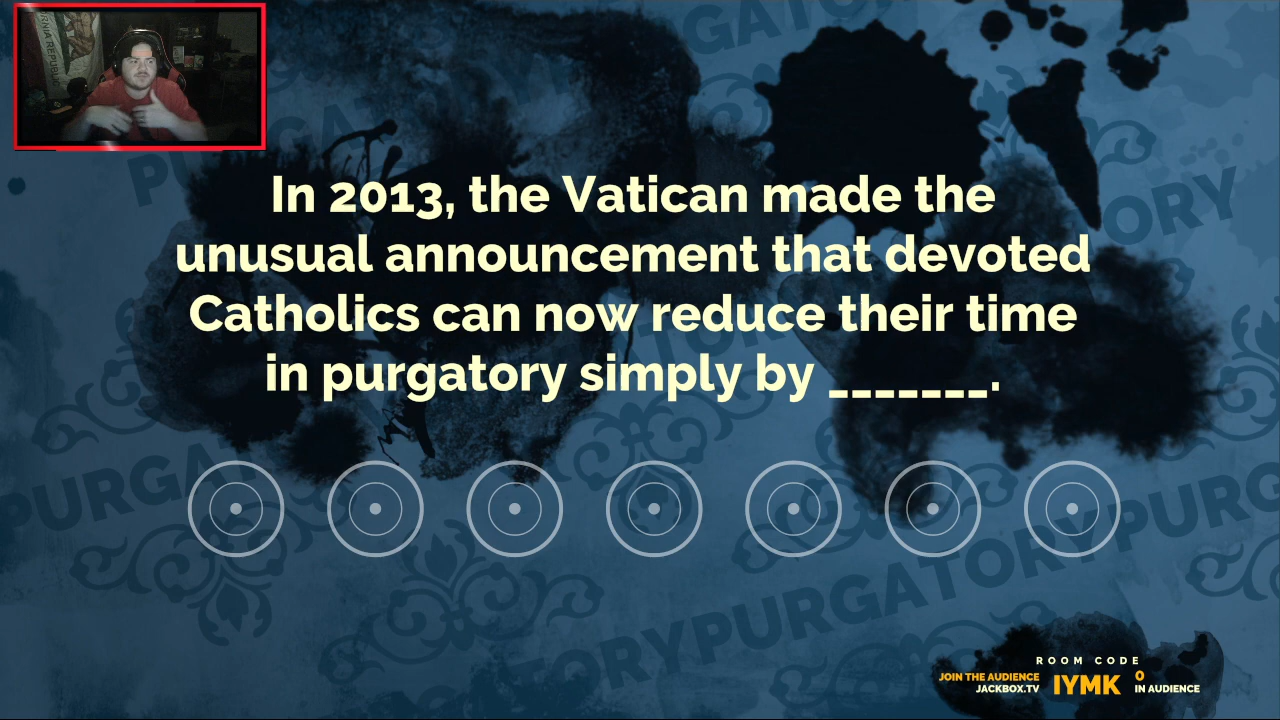 In 2013, the Vatican made the
unusual announcement that devoted
Catholics can now reduce their time
in purgatory simply by _______.
ROOM CODE
JOIN THE AUDIENCE
JACKBOX.TV
IYMK
0
IN AUDIENCE
PURGATORY